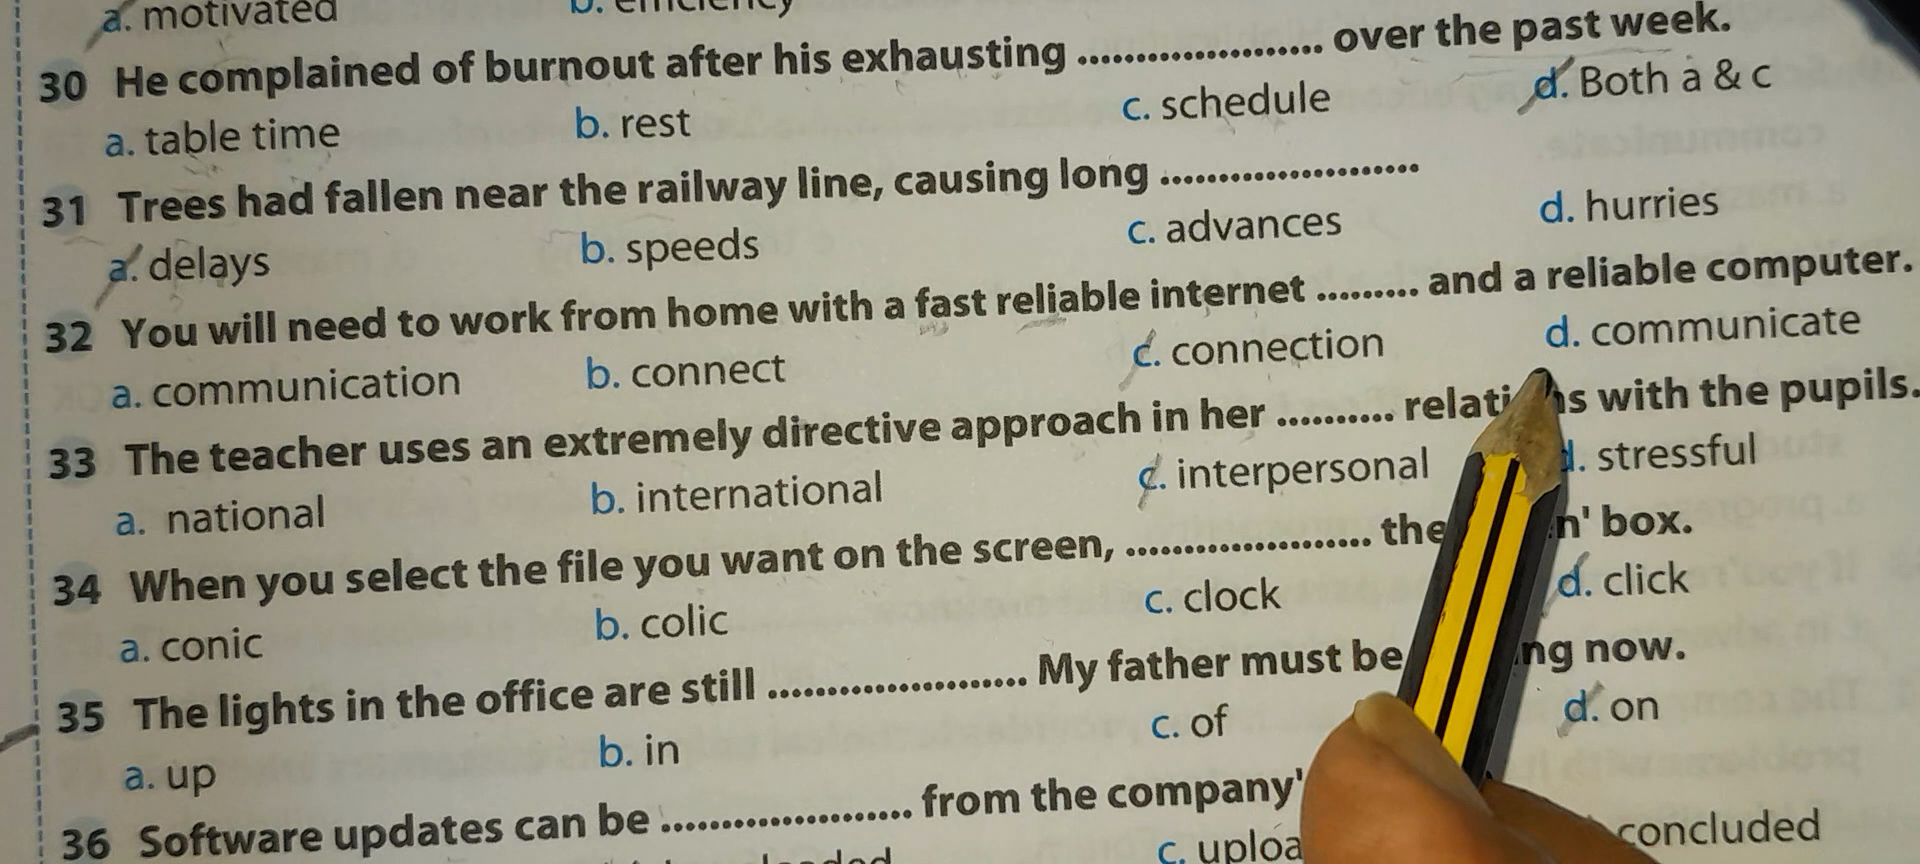 a. motivated b. efficiency
30 He complained of burnout after his exhausting .................... over the past week.
a. table time b. rest c. schedule d. Both a & c
31 Trees had fallen near the railway line, causing long ......................
a. delays b. speeds c. advances d. hurries
32 You will need to work from home with a fast reliable internet ......... and a reliable computer.
a. communication b. connect c. connection d. communicate
33 The teacher uses an extremely directive approach in her .......... relati s with the pupils.
a. national b. international c. interpersonal d. stressful
34 When you select the file you want on the screen, ..................... the n' box.
a. conic b. colic c. clock d. click
35 The lights in the office are still ...................... My father must be ng now.
a. up b. in c. of d. on
36 Software updates can be ..................... from the company'
c. uploa concluded